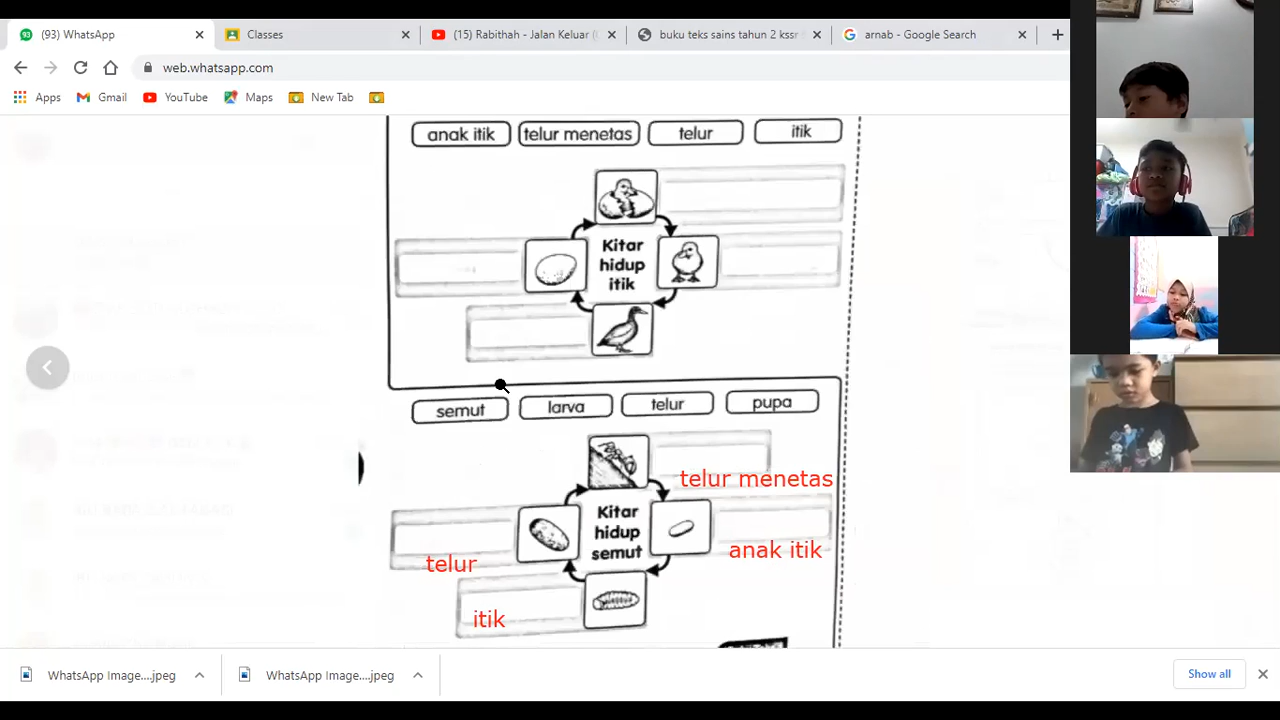 (93) WhatsApp
Classes
(15) Rabithah - Jalan Keluar (
buku teks sains tahun 2 kssr
arnab - Google Search
web.whatsapp.com
Apps
Gmail
YouTube
Maps
New Tab
anak itik
telur menetas
telur
itik
Kitar
hidup
itik
semut
larva
telur
pupa
telur menetas
Kitar
hidup
semut
anak itik
telur
itik
WhatsApp Image....jpeg
WhatsApp Image....jpeg
Show all